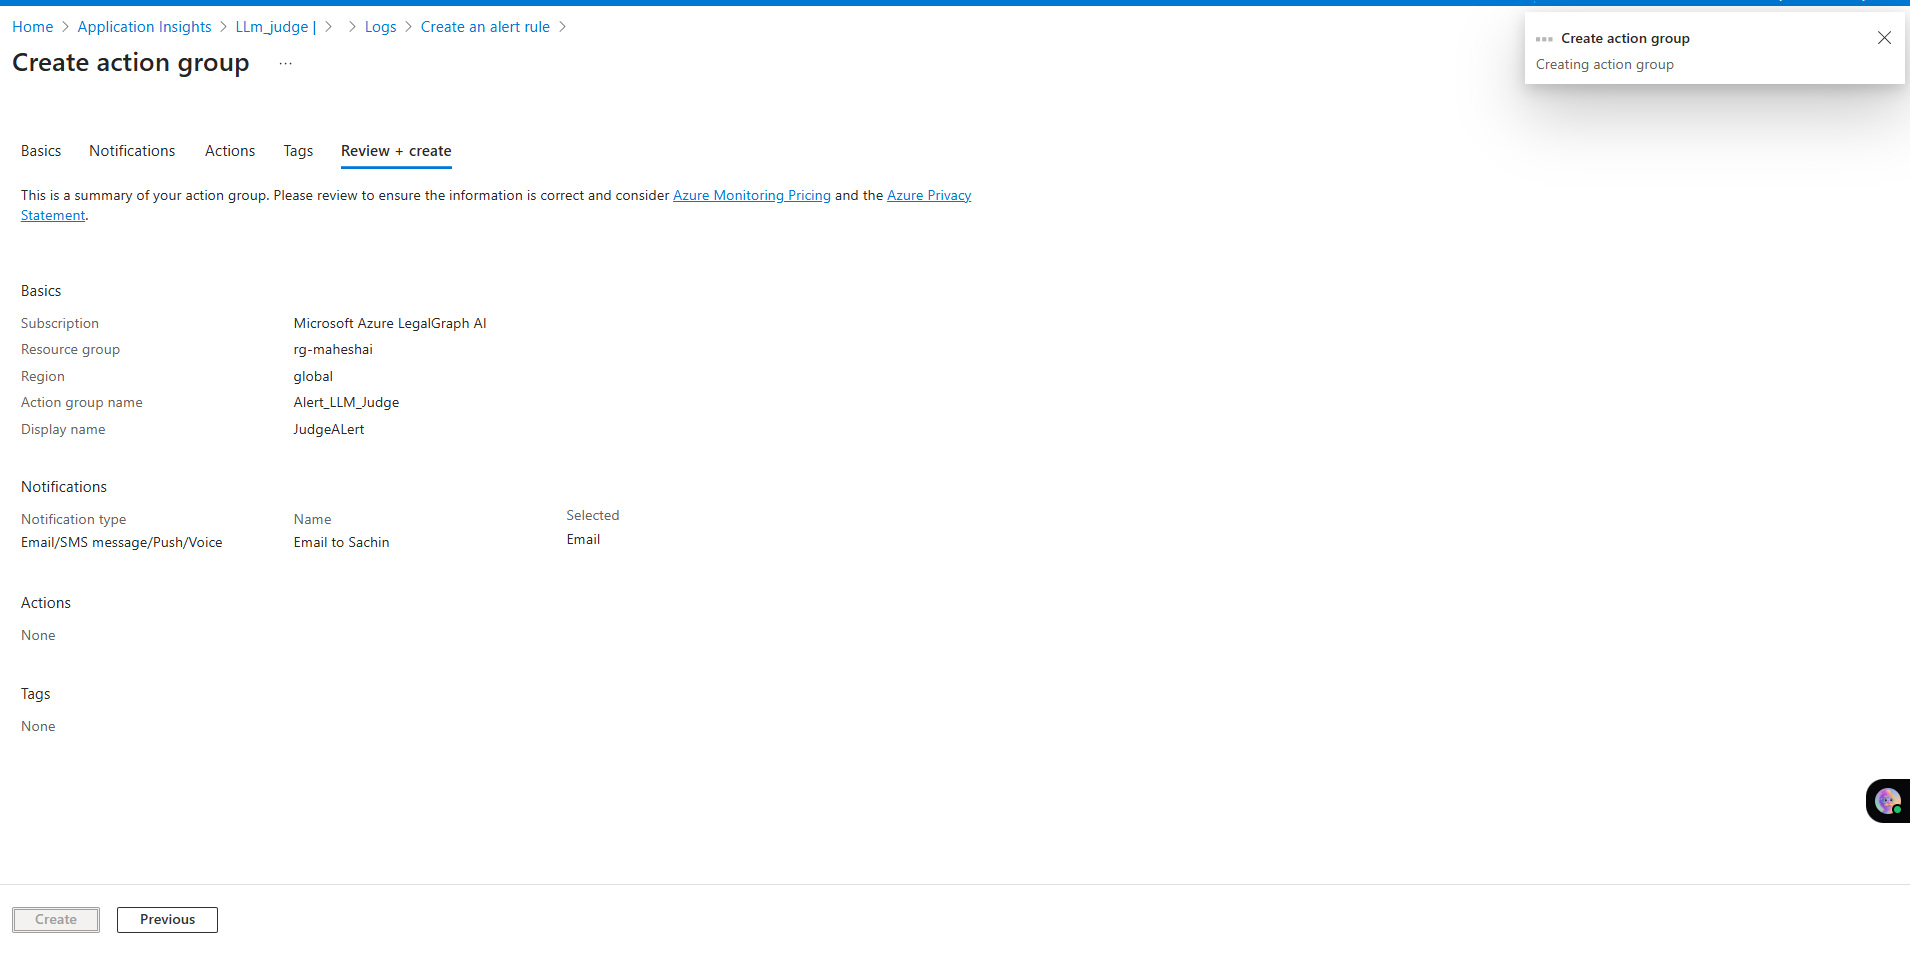 Home > Application Insights > LLm_judge | > > Logs > Create an alert rule >
Create action group ...
Create action group
Creating action group
Basics Notifications Actions Tags Review + create
This is a summary of your action group. Please review to ensure the information is correct and consider Azure Monitoring Pricing and the Azure Privacy
Statement.
Basics
Subscription Microsoft Azure LegalGraph AI
Resource group rg-maheshai
Region global
Action group name Alert_LLM_Judge
Display name JudgeALert
Notifications
Notification type Name Selected
Email/SMS message/Push/Voice Email to Sachin Email
Actions
None
Tags
None
Create Previous